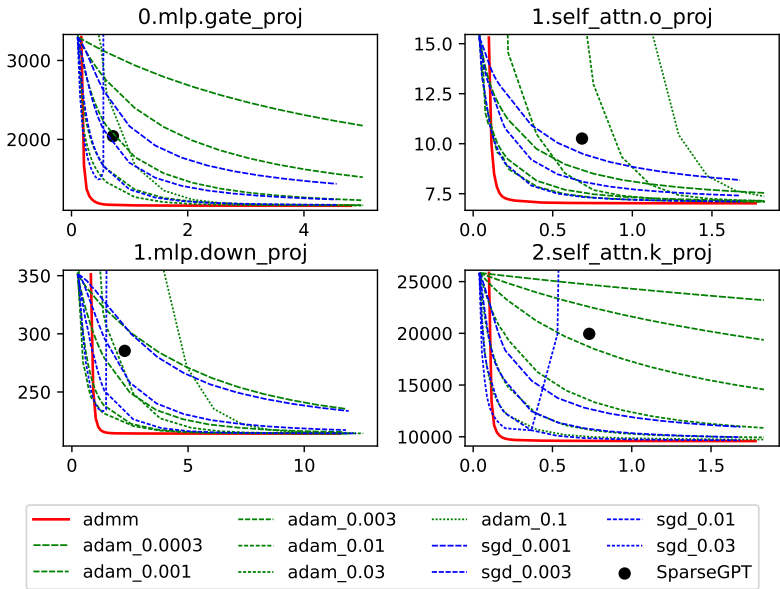 0.mlp.gate_proj
1.self_attn.o_proj
3000
2000
0
2
4
15.0
12.5
10.0
7.5
0.0
0.5
1.0
1.5
1.mlp.down_proj
2.self_attn.k_proj
350
300
250
0
5
10
25000
20000
15000
10000
0.0
0.5
1.0
1.5
admm
adam_0.0003
adam_0.001
adam_0.003
adam_0.01
adam_0.03
adam_0.1
sgd_0.001
sgd_0.003
sgd_0.01
sgd_0.03
SparseGPT